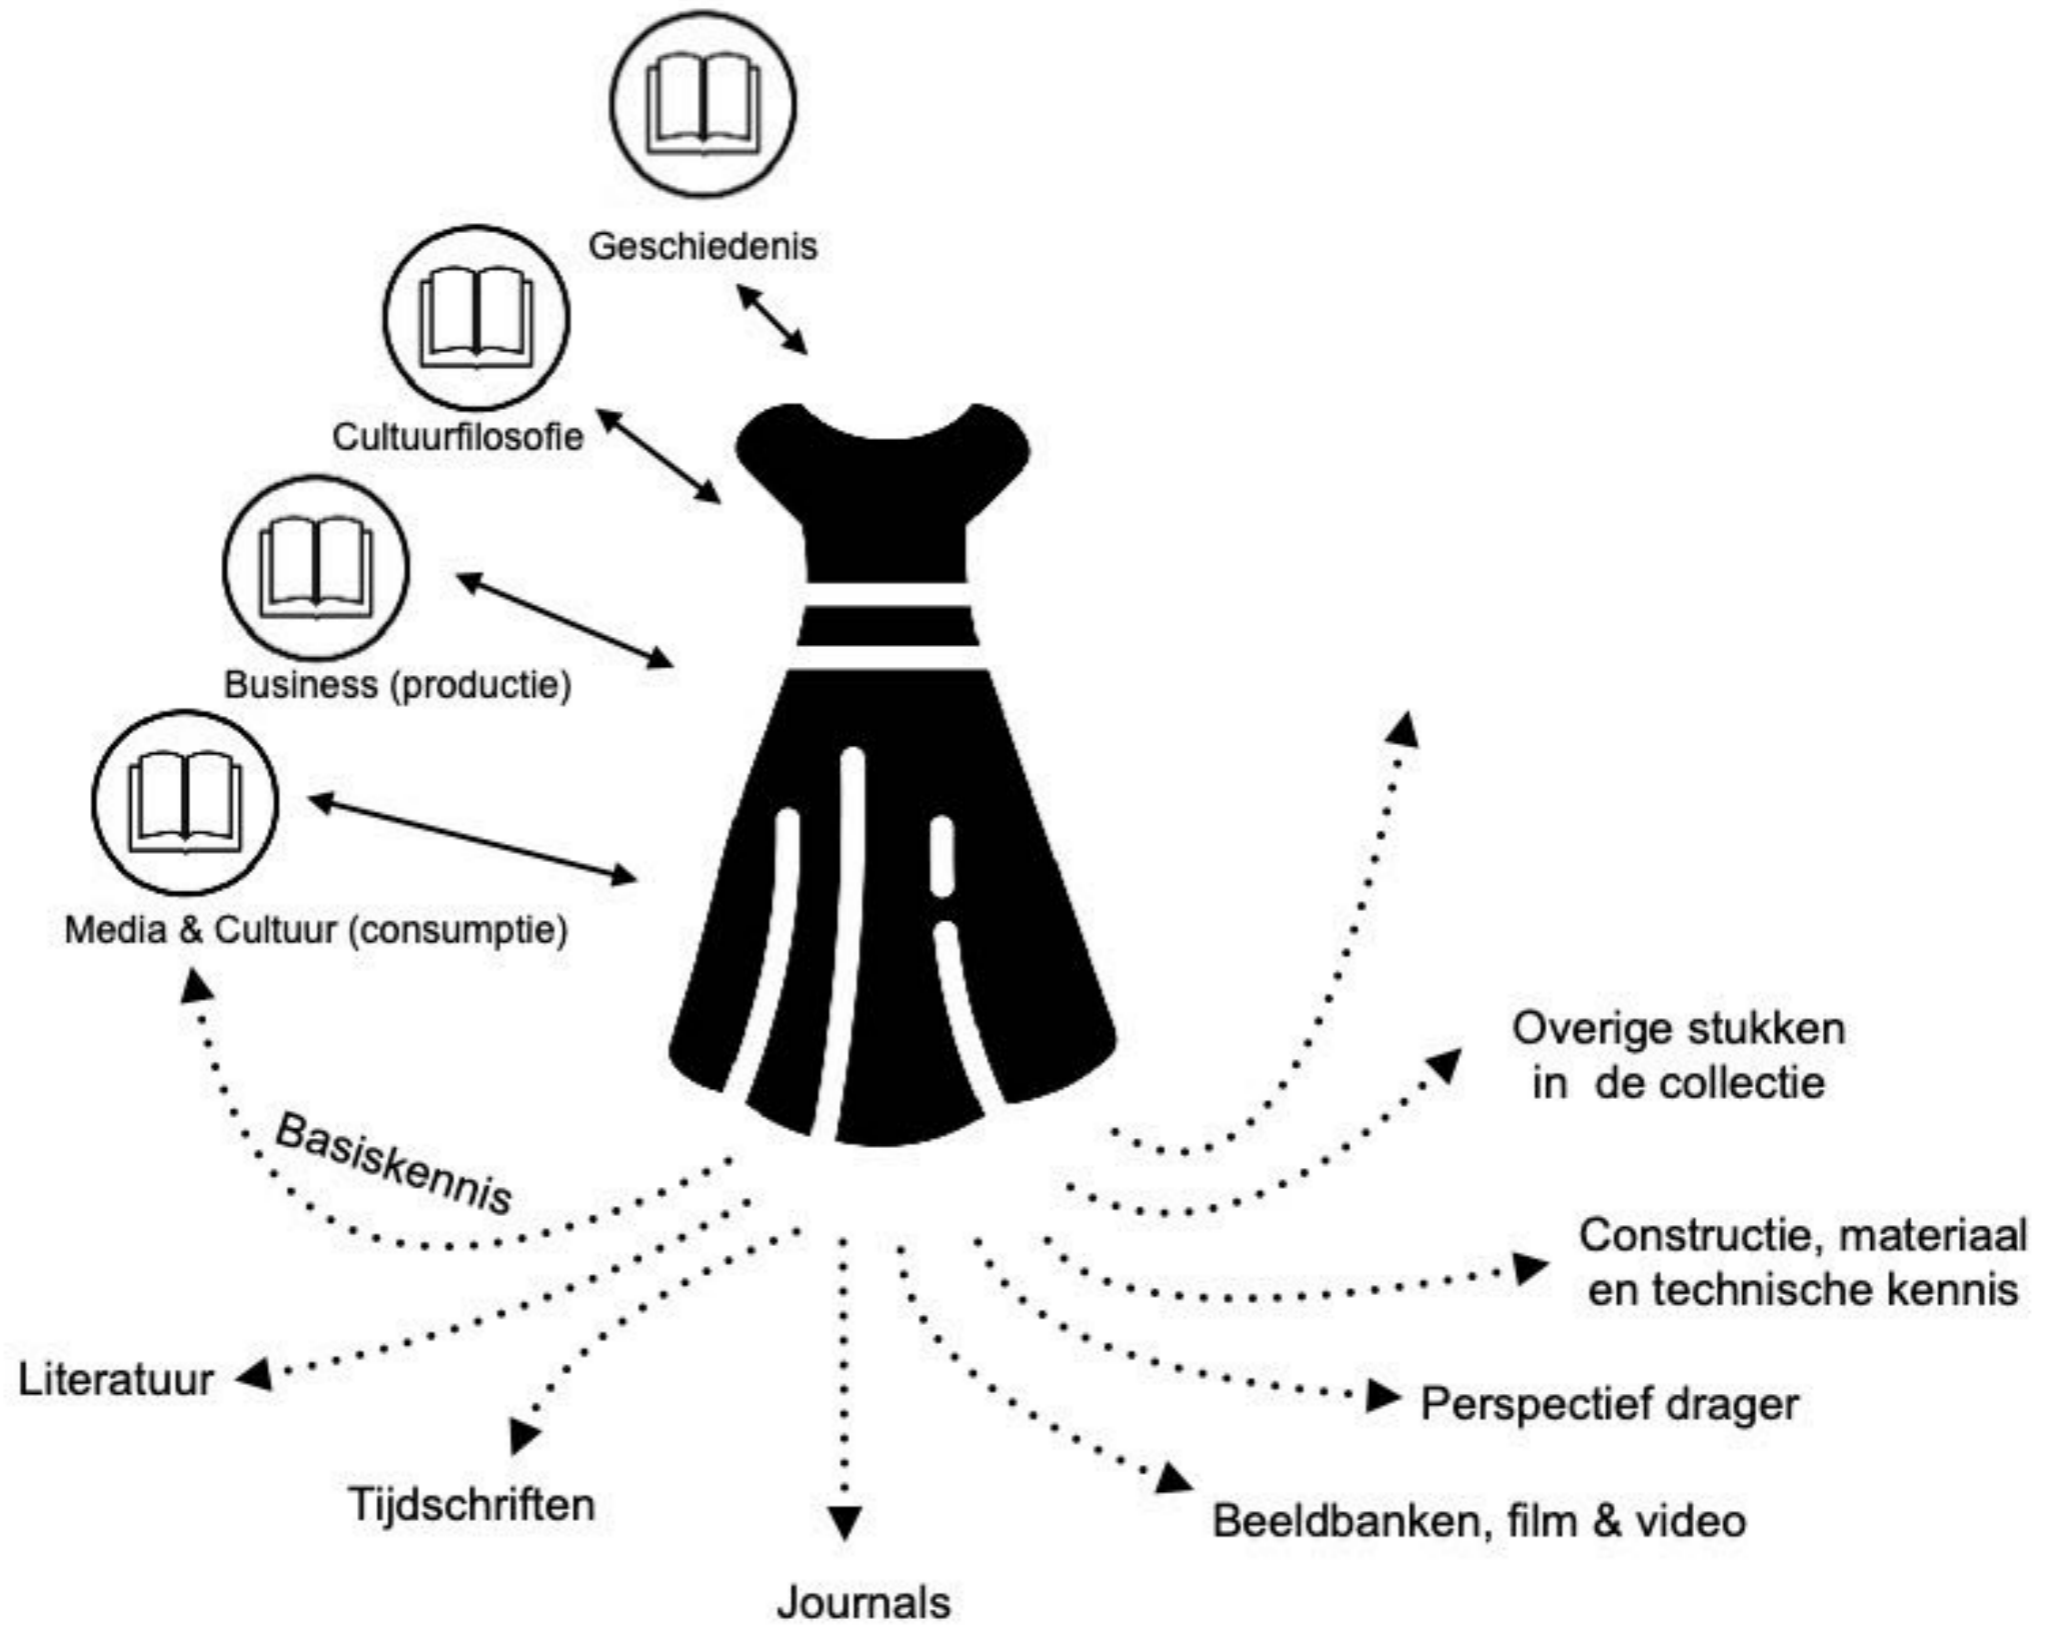 Geschiedenis
Cultuurfilosofie
Business (productie)
Media & Cultuur (consumptie)
Basiskennis
Literatuur
Tijdschriften
Journals
Beeldbanken, film & video
Perspectief drager
Constructie, materiaal
en technische kennis
Overige stukken
in de collectie